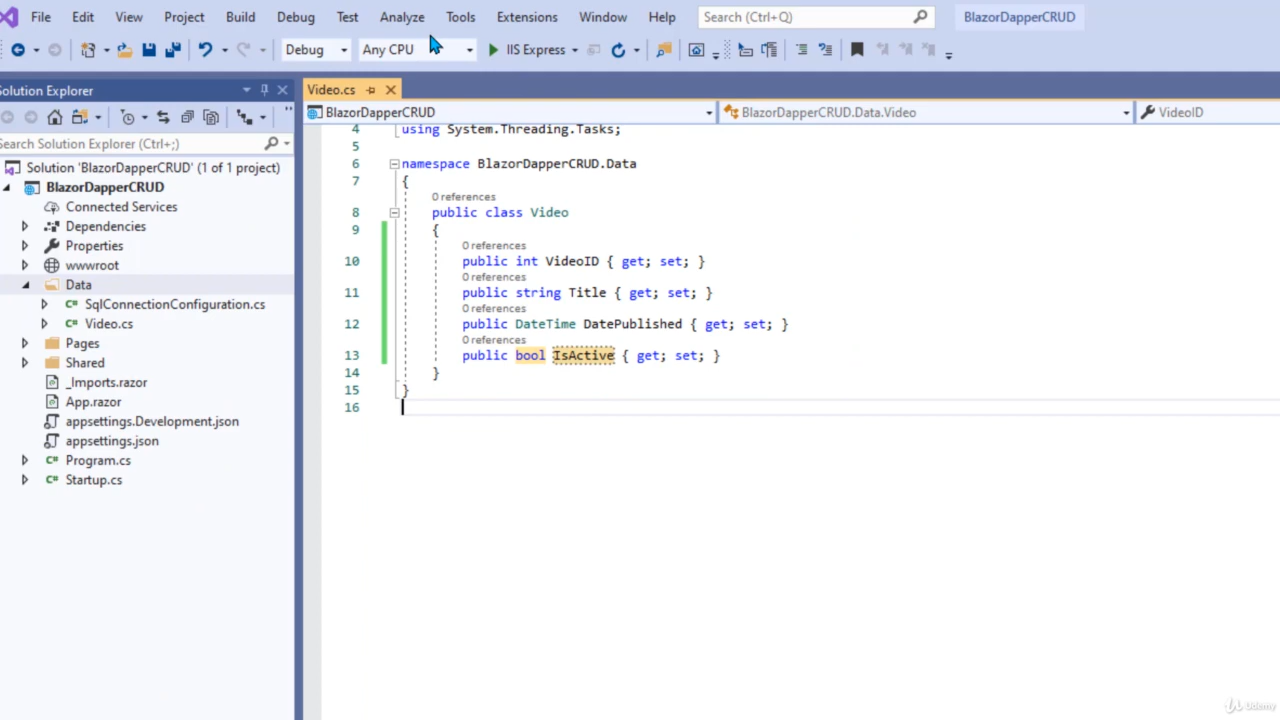 File Edit View Project Build Debug Test Analyze Tools Extensions Window Help Search (Ctrl+Q) BlazorDapperCRUD
Debug Any CPU IIS Express
Solution Explorer
Search Solution Explorer (Ctrl+;)
Solution 'BlazorDapperCRUD' (1 of 1 project)
BlazorDapperCRUD
Connected Services
Dependencies
Properties
wwwroot
Data
SqlConnectionConfiguration.cs
Video.cs
Pages
Shared
_Imports.razor
App.razor
appsettings.Development.json
appsettings.json
Program.cs
Startup.cs
Video.cs
BlazorDapperCRUD BlazorDapperCRUD.Data.Video VideoID
4 using System.Threading.Tasks;
5
6 namespace BlazorDapperCRUD.Data
7 {
0 references
8 public class Video
9 {
0 references
10 public int VideoID { get; set; }
0 references
11 public string Title { get; set; }
0 references
12 public DateTime DatePublished { get; set; }
0 references
13 public bool IsActive { get; set; }
14 }
15 }
16
Udemy